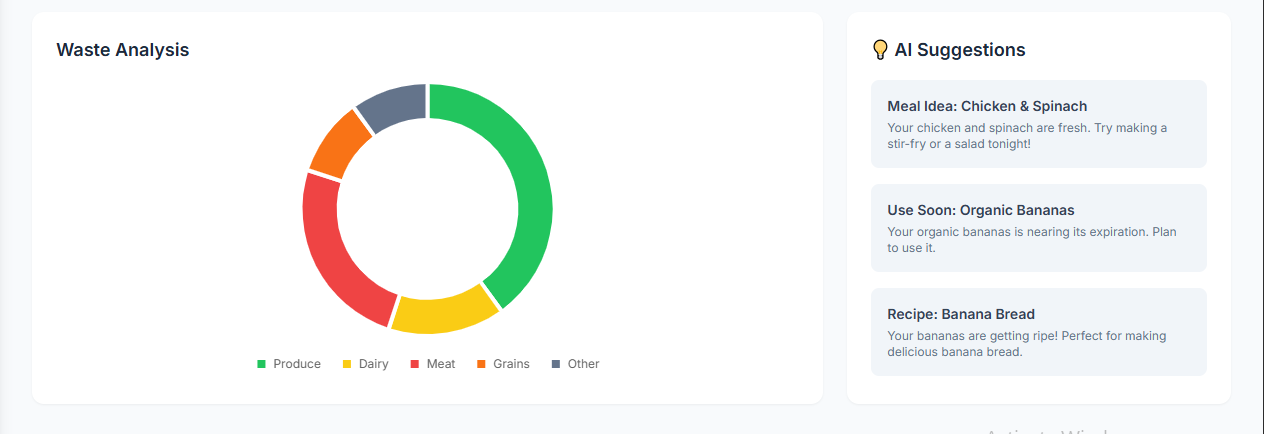 Waste Analysis
Produce Dairy Meat Grains Other
AI Suggestions
Meal Idea: Chicken & Spinach
Your chicken and spinach are fresh. Try making a
stir-fry or a salad tonight!
Use Soon: Organic Bananas
Your organic bananas is nearing its expiration. Plan
to use it.
Recipe: Banana Bread
Your bananas are getting ripe! Perfect for making
delicious banana bread.